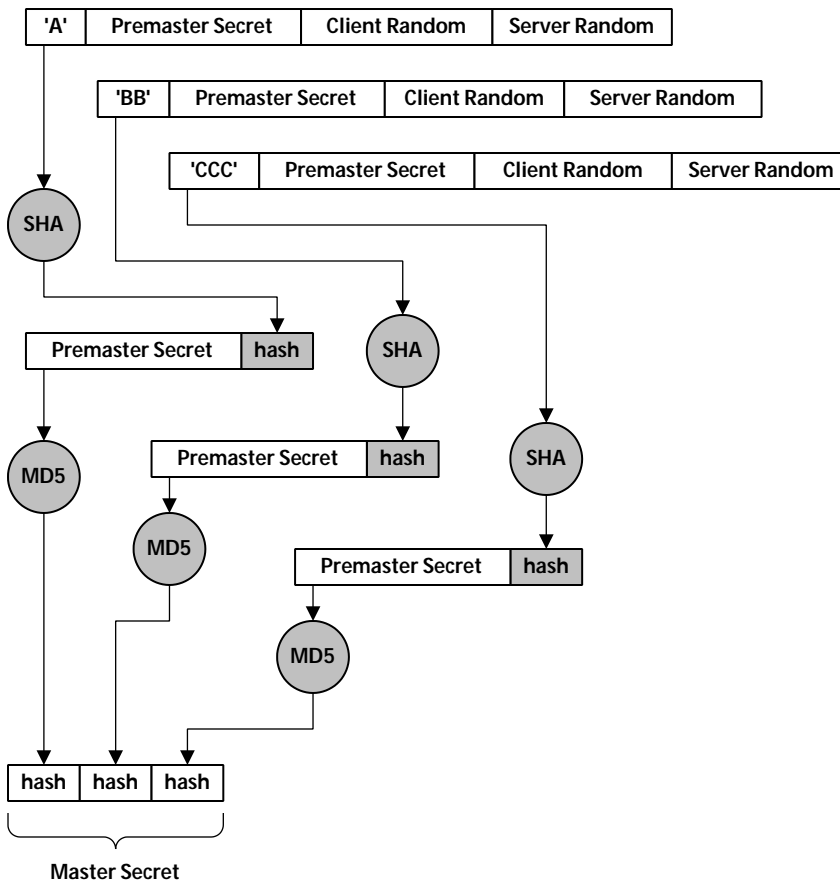 'A' Premaster Secret Client Random Server Random
'BB' Premaster Secret Client Random Server Random
'CCC' Premaster Secret Client Random Server Random
SHA
Premaster Secret hash
SHA
Premaster Secret hash
SHA
MD5
MD5
Premaster Secret hash
MD5
hash hash hash
Master Secret